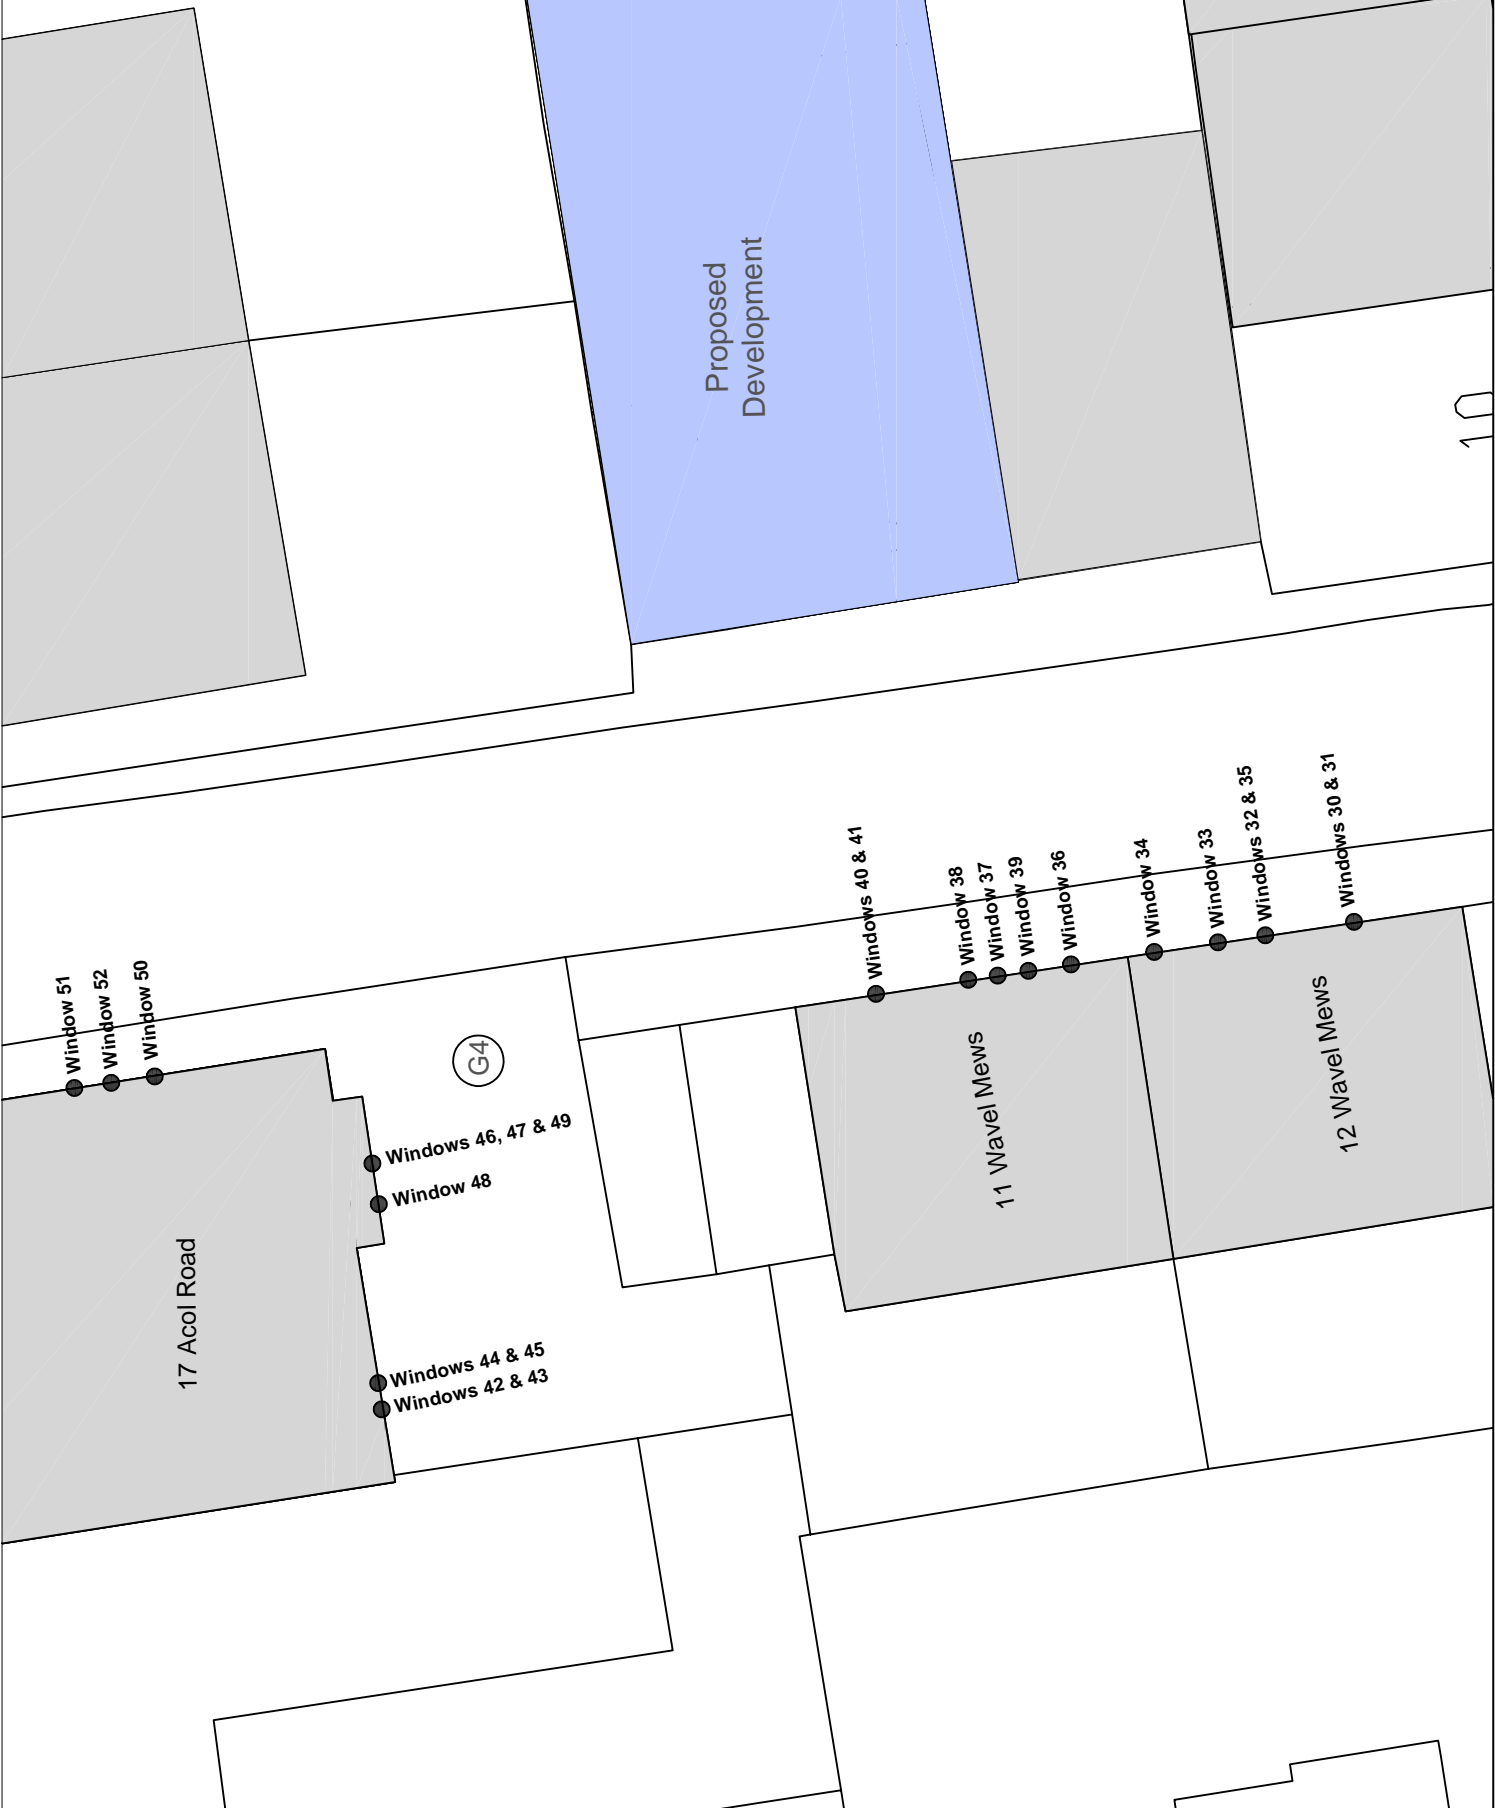 Proposed
Development
10
Windows 30 & 31
Windows 32 & 35
Window 33
Window 34
Window 36
Window 39
Window 37
Window 38
Windows 40 & 41
Window 51
Window 52
Window 50
G4
Windows 46, 47 & 49
Window 48
17 Acol Road
Windows 44 & 45
Windows 42 & 43
11 Wavel Mews
12 Wavel Mews